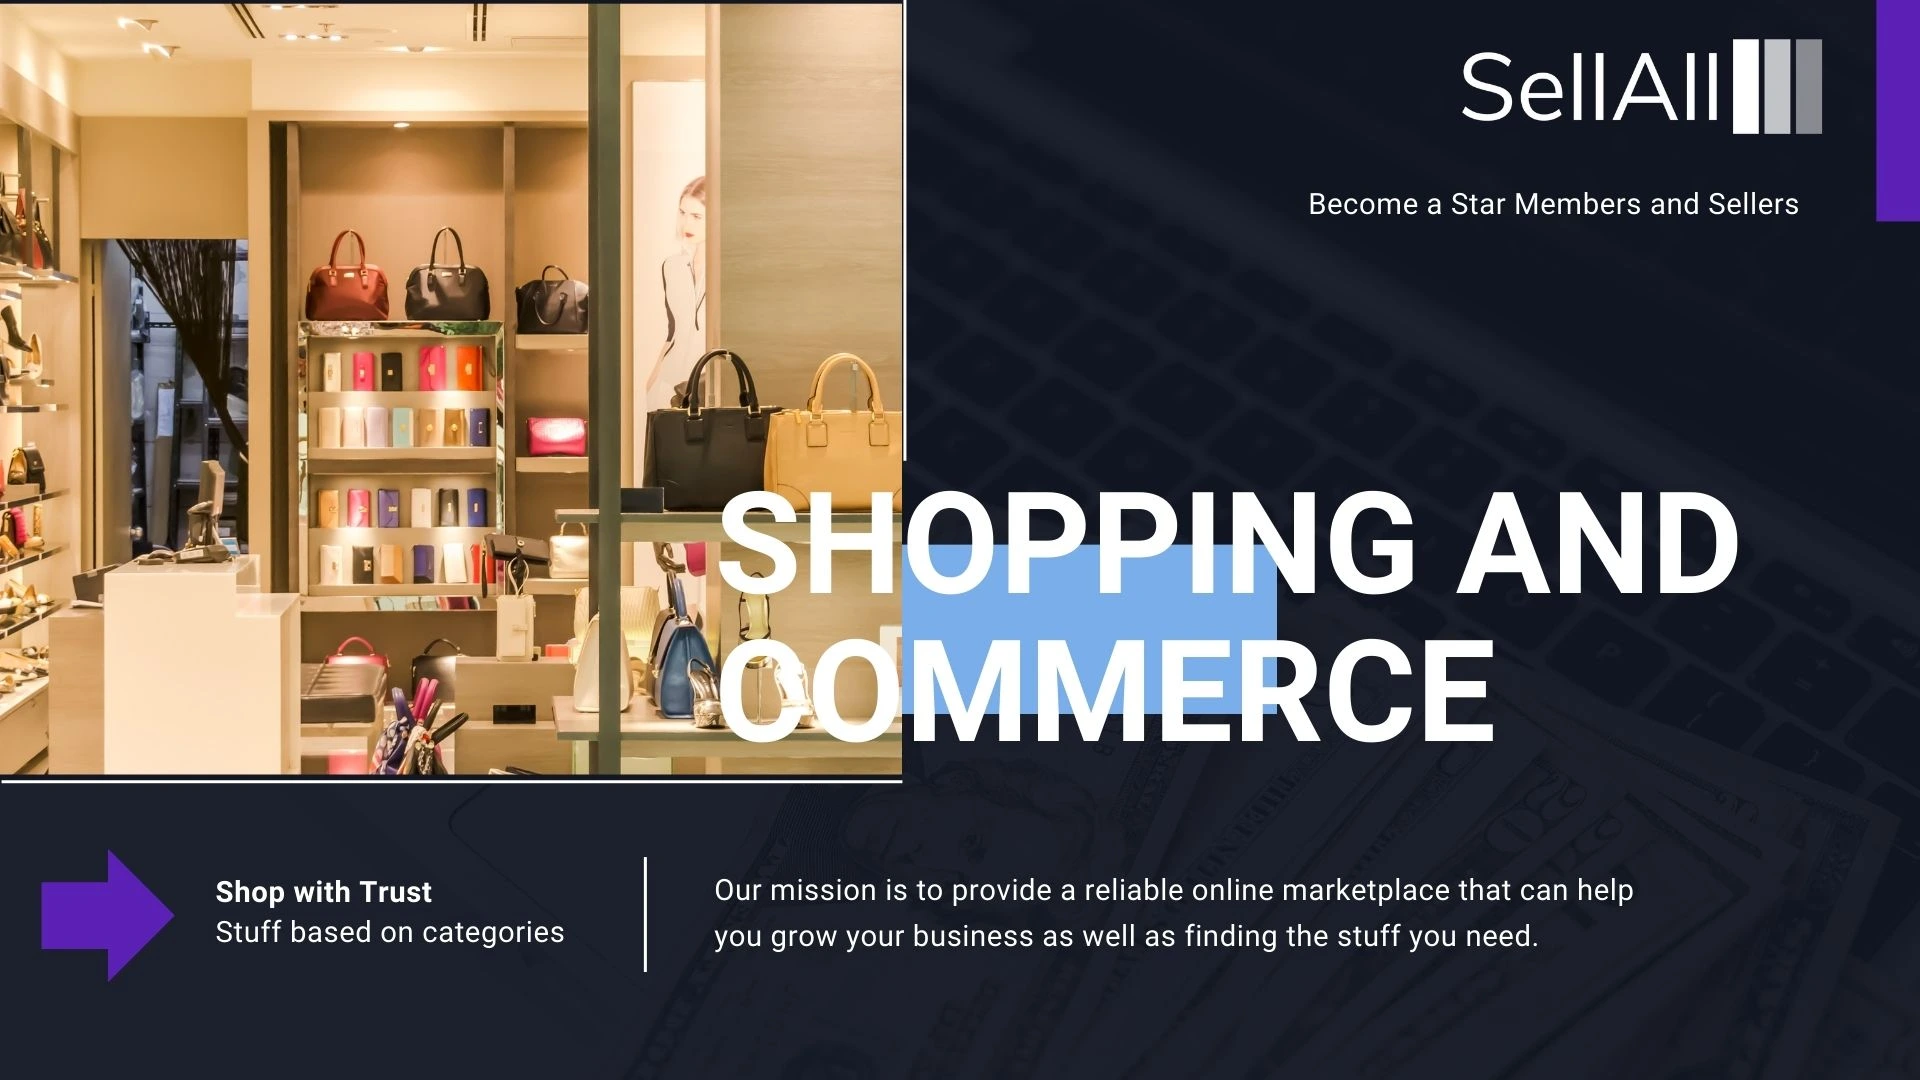 SellAll
Become a Star Members and Sellers
SHOPPING AND
COMMERCE
Shop with Trust
Stuff based on categories
Our mission is to provide a reliable online marketplace that can help
you grow your business as well as finding the stuff you need.